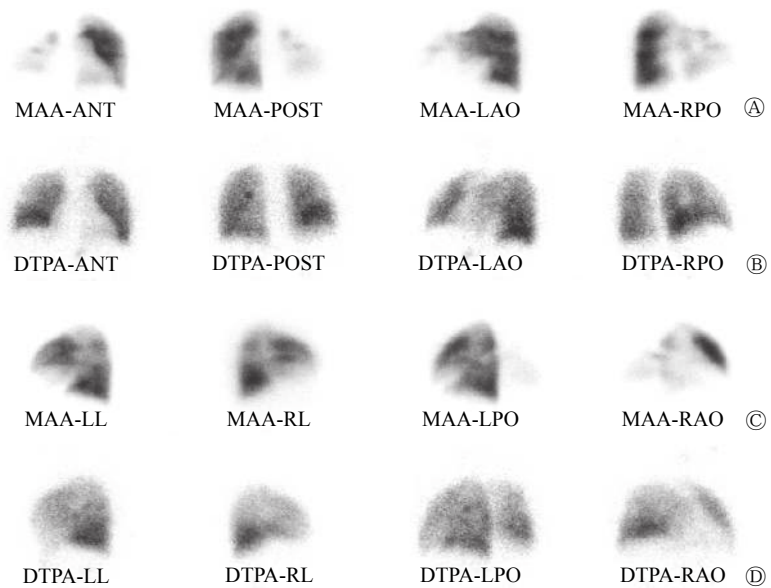 MAA-ANT MAA-POST MAA-LAO MAA-RPO Ⓐ
DTPA-ANT DTPA-POST DTPA-LAO DTPA-RPO Ⓑ
MAA-LL MAA-RL MAA-LPO MAA-RAO Ⓒ
DTPA-LL DTPA-RL DTPA-LPO DTPA-RAO Ⓓ